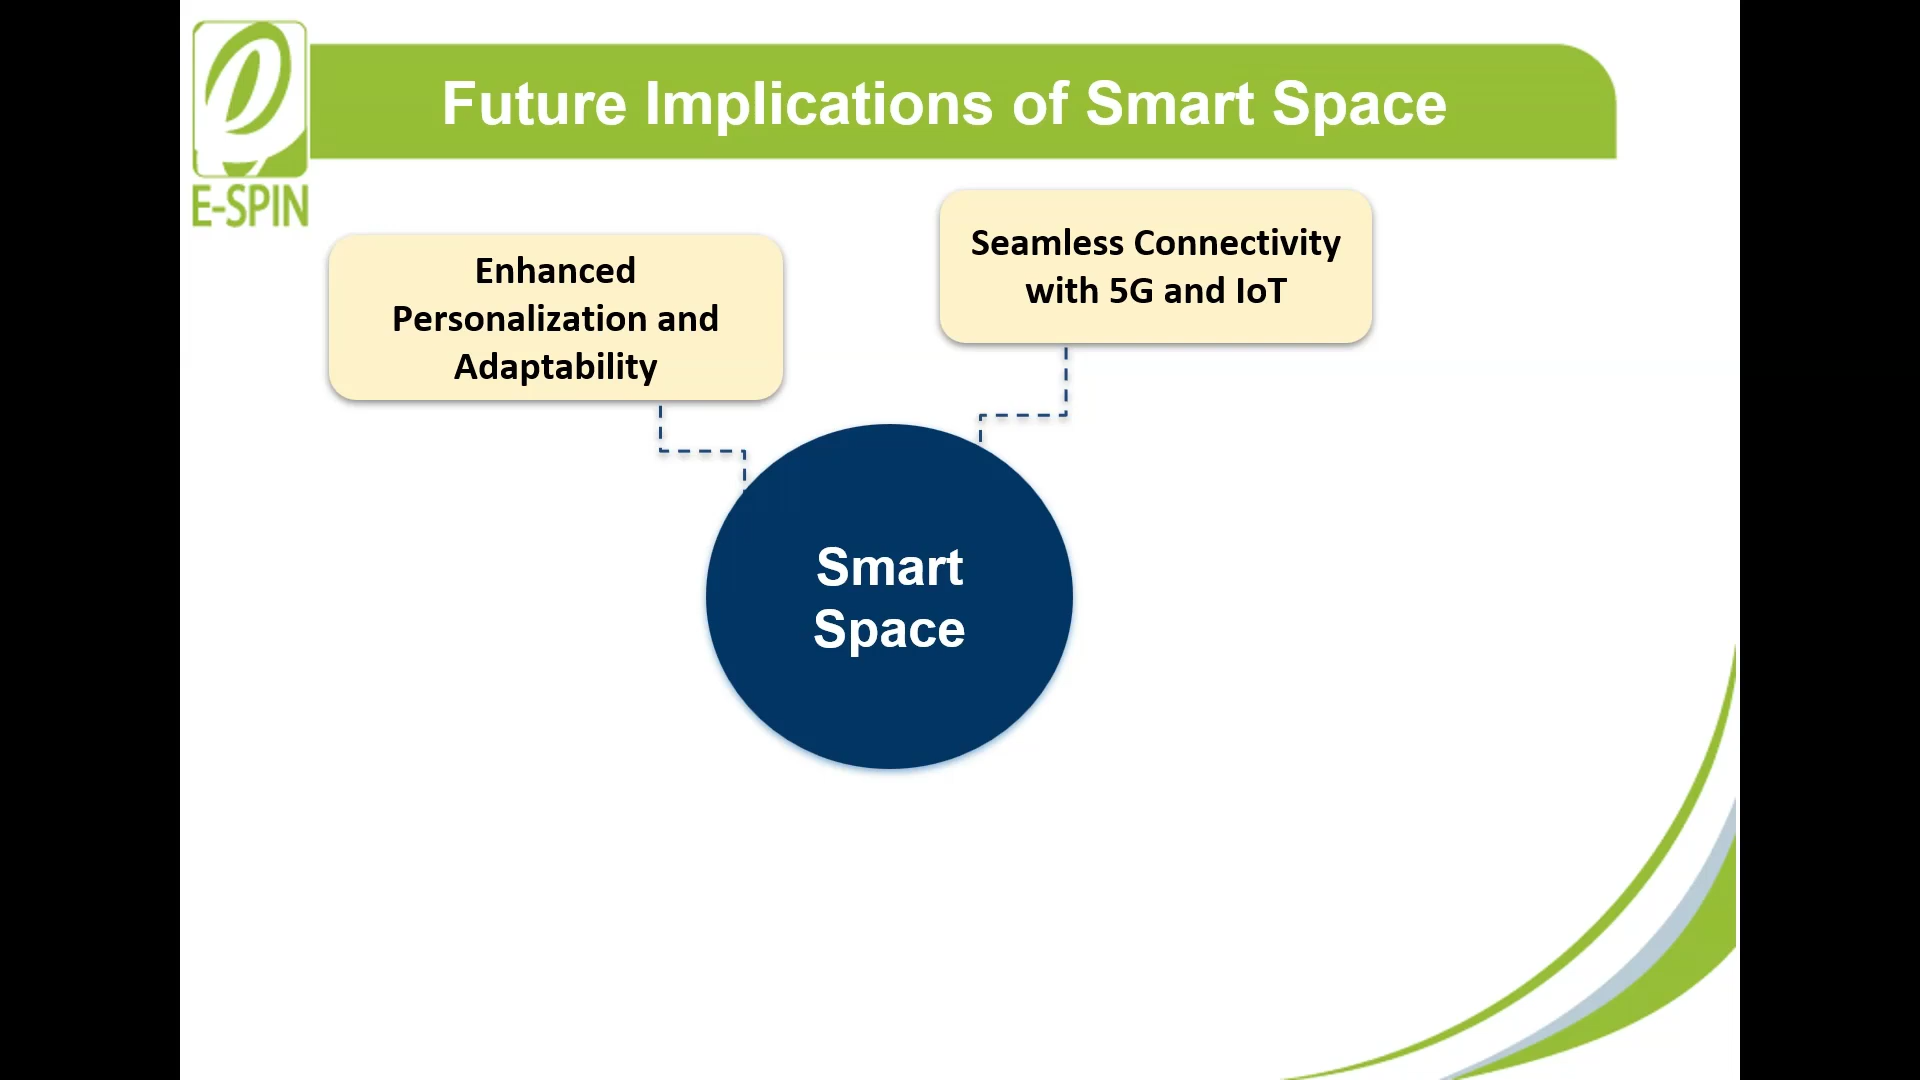 Future Implications of Smart Space
E-SPIN
Enhanced
Personalization and
Adaptability
Seamless Connectivity
with 5G and IoT
Smart
Space